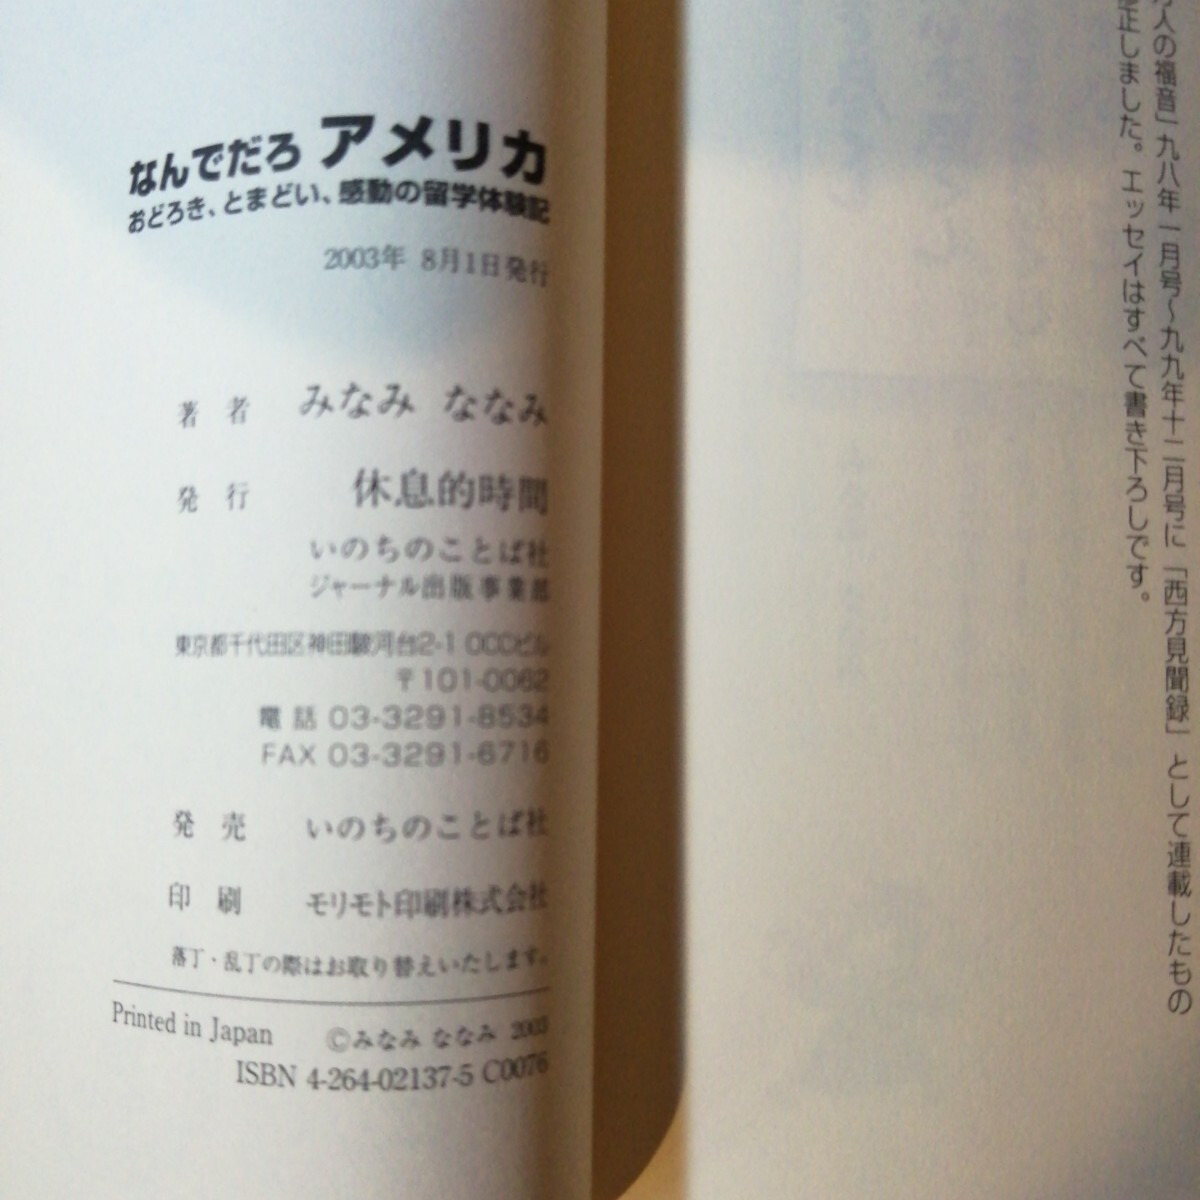 人の福音」九八年一月号〜九九年十二月号に「西方見聞録」として連載したもの
正しました。エッセイはすべて書き下ろしです。
なんでだろ アメリカ
おどろき、とまどい、感動の留学体験記
2003年 8月1日発行
著者 みなみ ななみ
発行 休息的時間
いのちのことば社
ジャーナル出版事業部
東京都千代田区神田駿河台2-1 OCCビル
〒101-0062
電話 03-3291-8534
FAX 03-3291-6716
発売 いのちのことば社
印刷 モリモト印刷株式会社
落丁・乱丁の際はお取り替えいたします。
Printed in Japan ©みなみ ななみ 2003
ISBN 4-264-02137-5 C0076